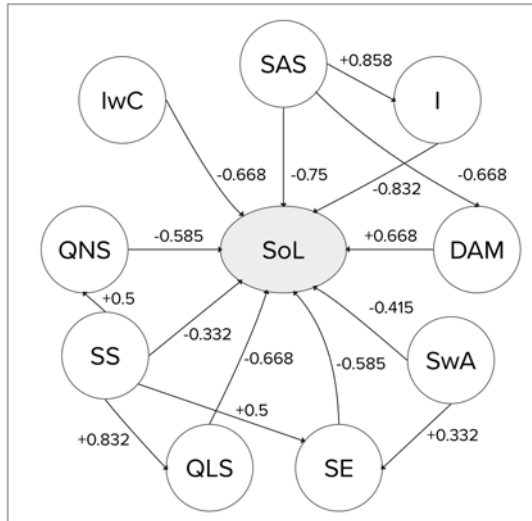 SAS
+0.858
IwC
I
-0.668
-0.75
-0.668
-0.832
QNS
-0.585
SoL
+0.668
DAM
+0.5
-0.332
-0.415
SS
-0.668
-0.585
SwA
+0.5
+0.832
+0.332
QLS
SE